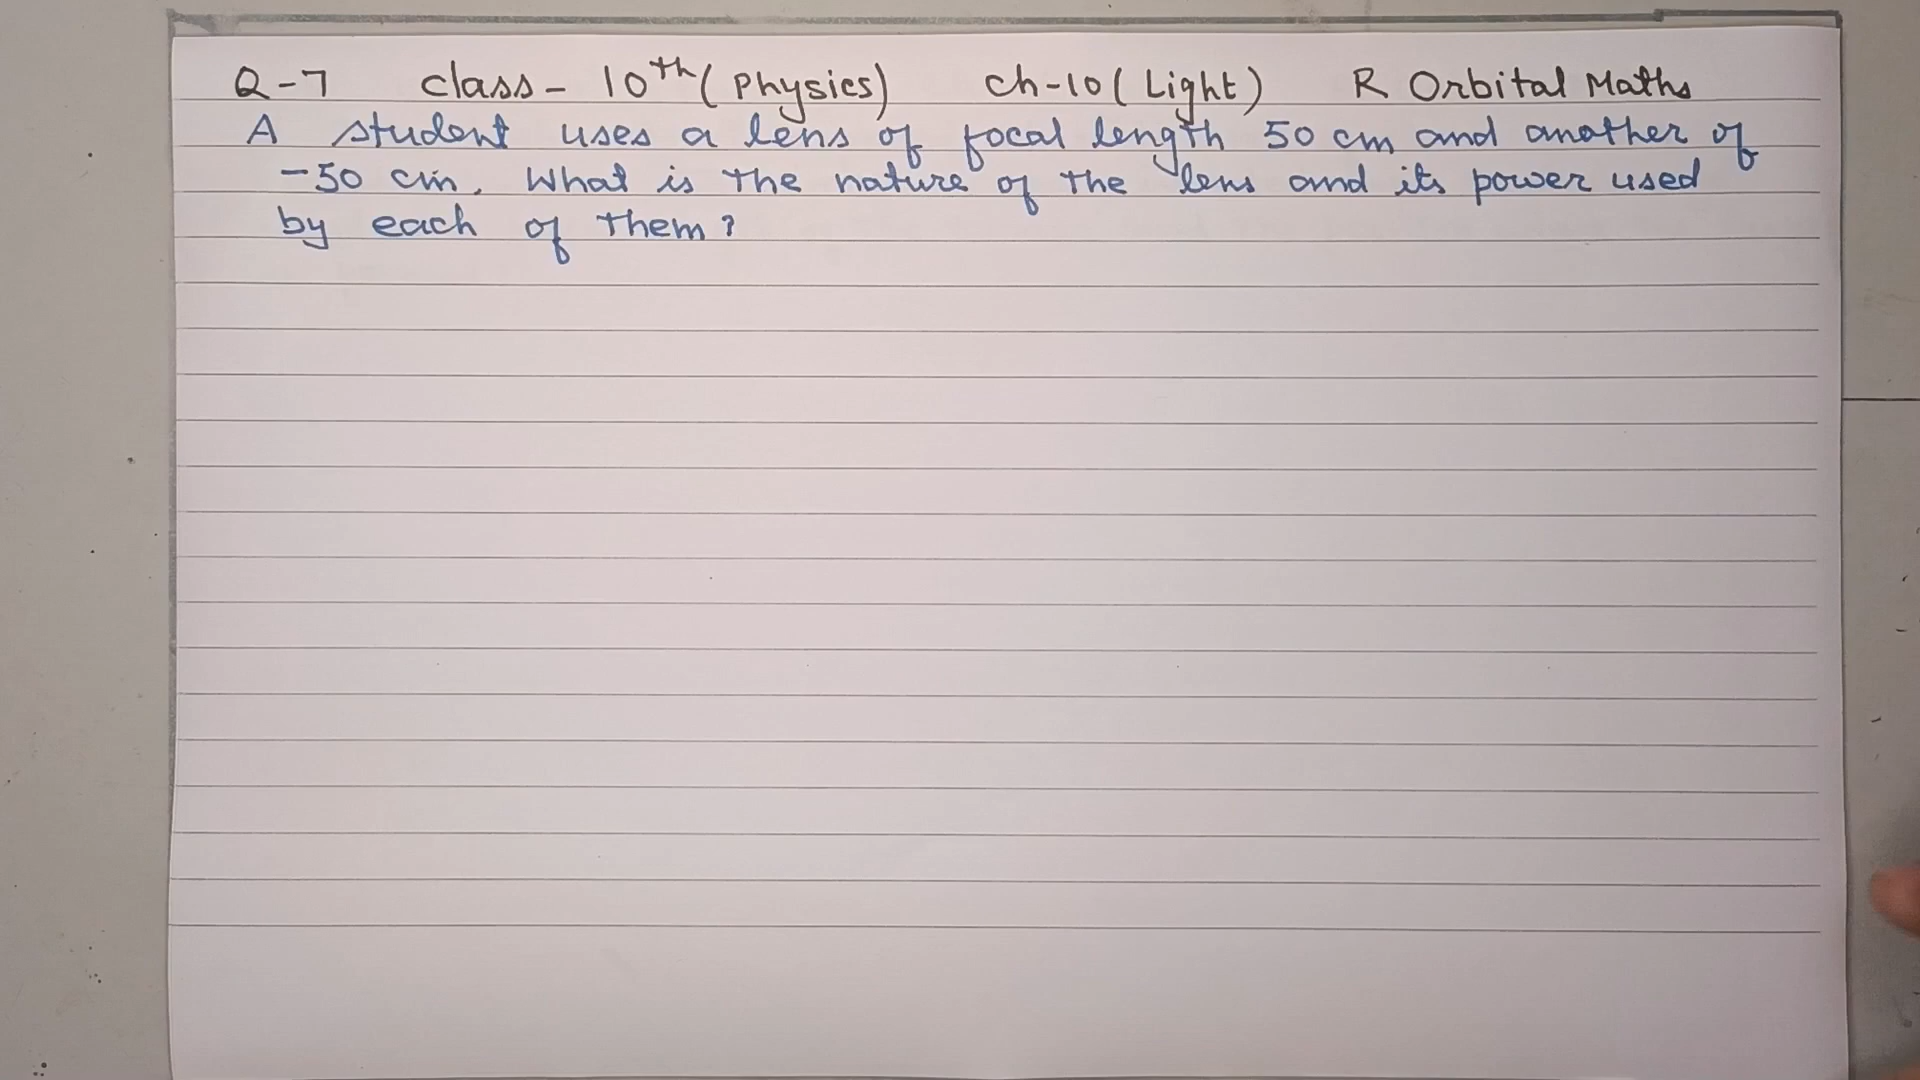 Q-7 class- 10th (Physics) ch-10 (Light) R Orbital Maths
A student uses a lens of focal length 50 cm and another of
-50 cm. What is the nature of the lens and its power used
by each of them?